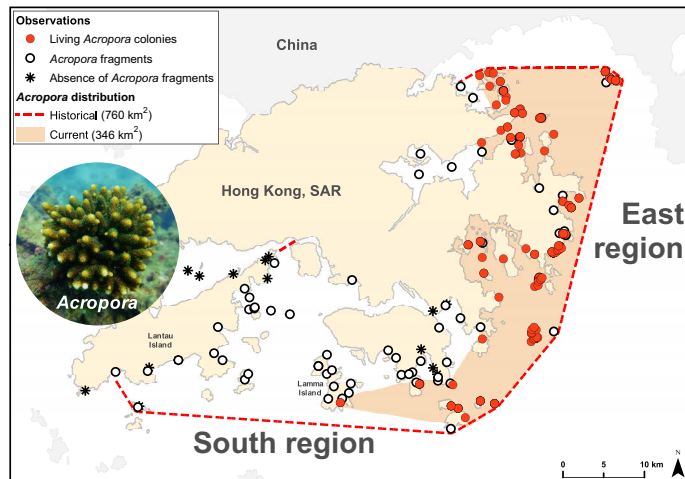 Observations
Living Acropora colonies
Acropora fragments
Absence of Acropora fragments
Acropora distribution
Historical (760 km²)
Current (346 km²)
China
Hong Kong, SAR
East
region
Acropora
Lantau
Island
Lamma
Island
South region
0 5 10 km
N